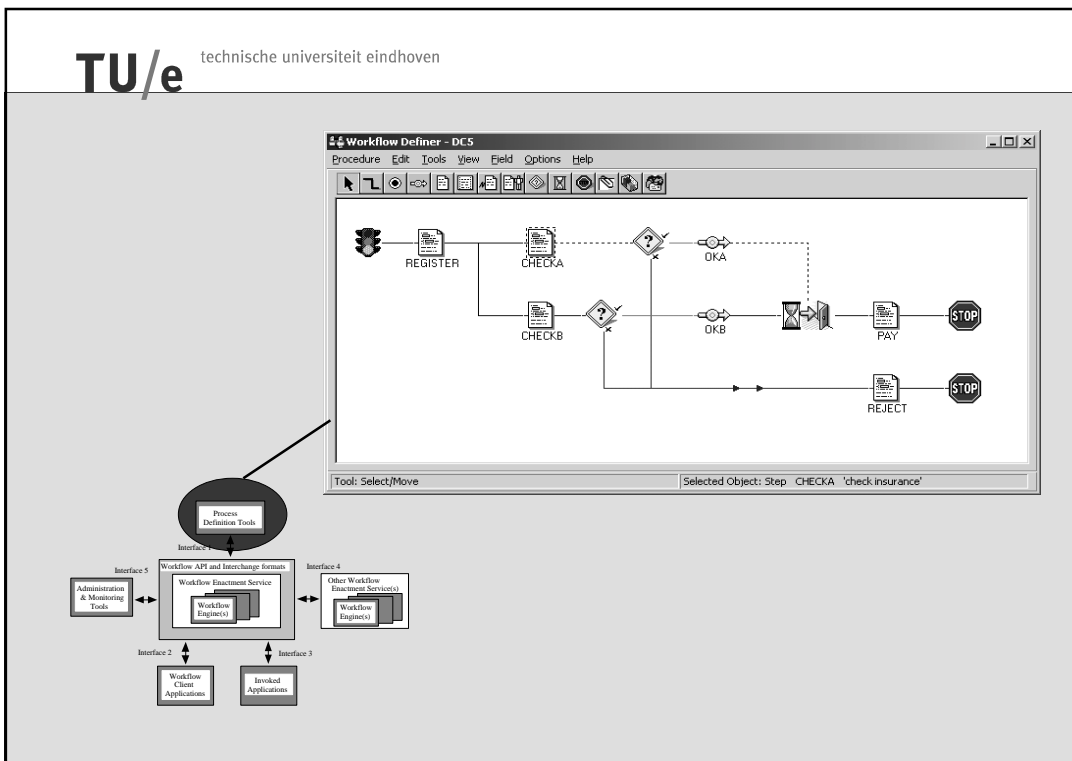 TU/e technische universiteit eindhoven
Workflow Definer - DC5
Procedure Edit Tools View Field Options Help
REGISTER
CHECKA
OKA
CHECKB
OKB
PAY
STOP
REJECT
STOP
Tool: Select/Move
Selected Object: Step CHECKA 'check insurance'
Process
Definition Tools
Interface 1
Workflow API and Interchange formats
Interface 4
Interface 5
Workflow Enactment Service
Workflow
Engine(s)
Other Workflow
Enactment Service(s)
Workflow
Engine(s)
Administration
& Monitoring
Tools
Interface 2
Interface 3
Workflow
Client
Applications
Invoked
Applications